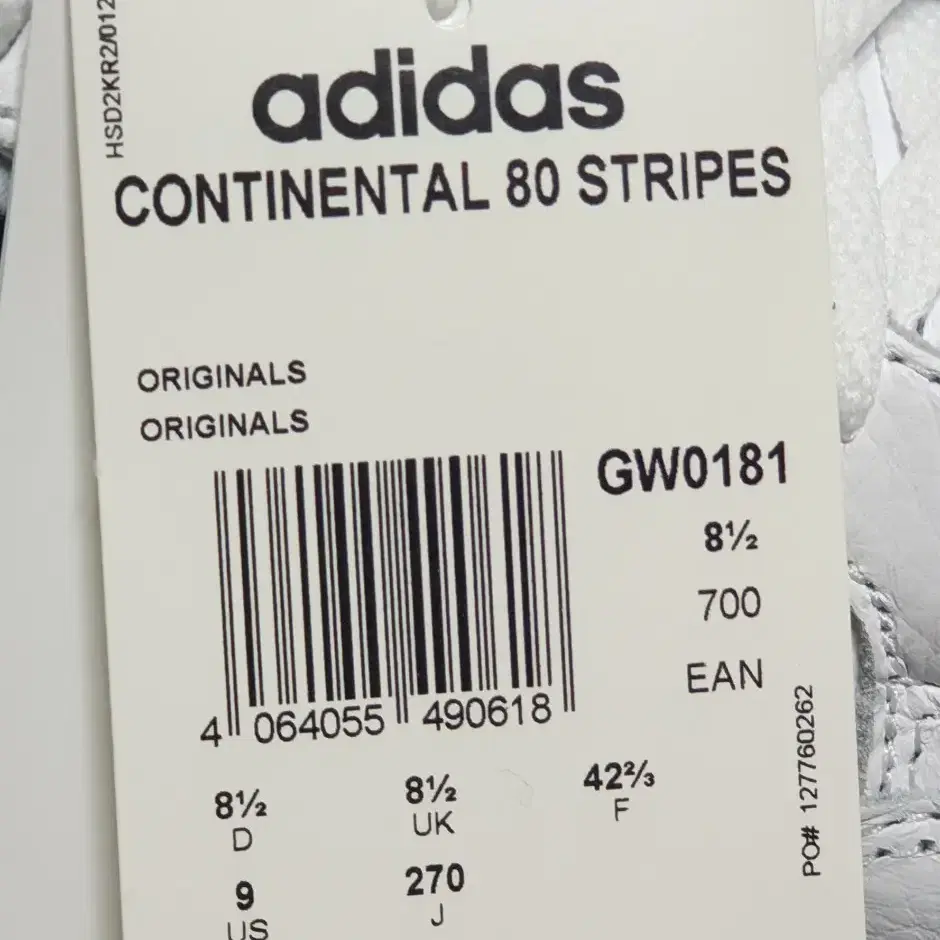 HSD2KR2/012
adidas
CONTINENTAL 80 STRIPES
ORIGINALS
ORIGINALS
GW0181
8½
700
EAN
4 064055 490618
8½ 8½ 42⅔
D UK F
9 270
US J
PO# 127760262